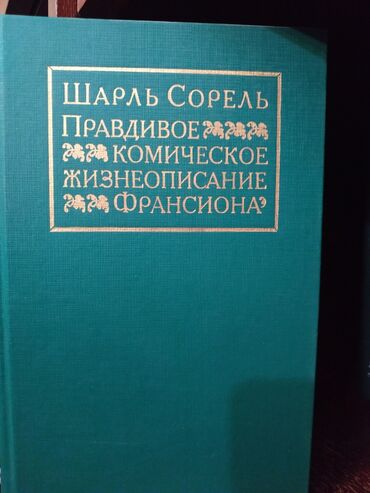 ШАРЛЬ СОРЕЛЬ
ПРАВДИВОЕ
КОМИЧЕСКОЕ
ЖИЗНЕОПИСАНИЕ
ФРАНСИОНА